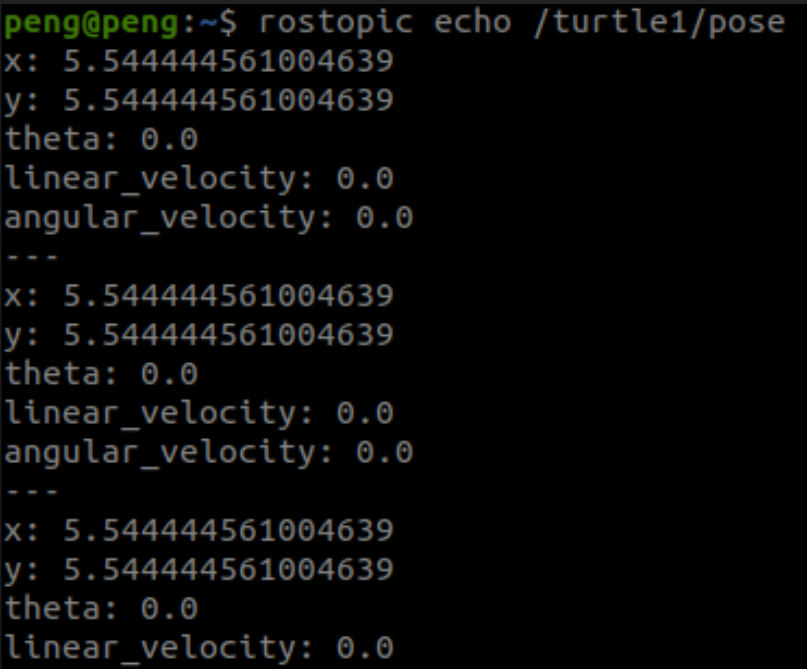 peng@peng:~$ rostopic echo /turtle1/pose
x: 5.544444561004639
y: 5.544444561004639
theta: 0.0
linear_velocity: 0.0
angular_velocity: 0.0
---
x: 5.544444561004639
y: 5.544444561004639
theta: 0.0
linear_velocity: 0.0
angular_velocity: 0.0
---
x: 5.544444561004639
y: 5.544444561004639
theta: 0.0
linear_velocity: 0.0